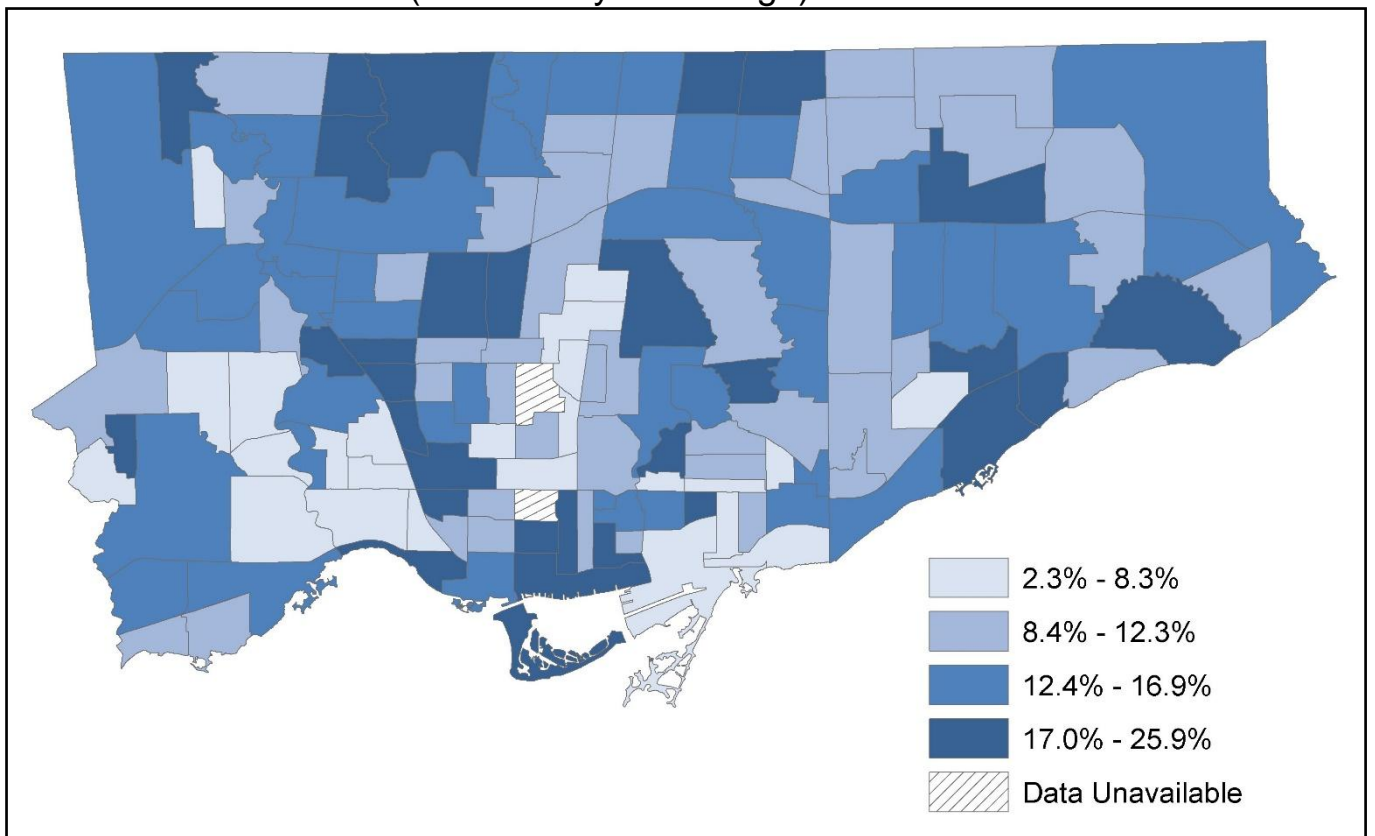 2.3% - 8.3%
8.4% - 12.3%
12.4% - 16.9%
17.0% - 25.9%
Data Unavailable